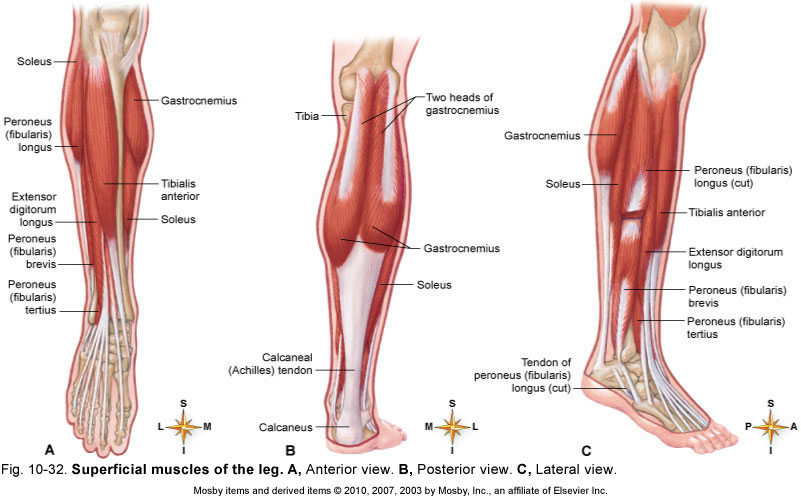 Soleus
Peroneus
(fibularis)
longus
Extensor
digitorum
longus
Peroneus
(fibularis)
brevis
Peroneus
(fibularis)
tertius
Gastrocnemius
Tibialis
anterior
Soleus
S
L M
I
A
Tibia
Two heads of
gastrocnemius
Gastrocnemius
Soleus
Calcaneal
(Achilles) tendon
Calcaneus
S
M L
I
B
Gastrocnemius
Soleus
Peroneus (fibularis)
longus (cut)
Tibialis anterior
Extensor digitorum
longus
Peroneus (fibularis)
brevis
Peroneus (fibularis)
tertius
Tendon of
peroneus (fibularis)
longus (cut)
S
P A
I
C
Fig. 10-32. Superficial muscles of the leg. A, Anterior view. B, Posterior view. C, Lateral view.
Mosby items and derived items © 2010, 2007, 2003 by Mosby, Inc., an affiliate of Elsevier Inc.